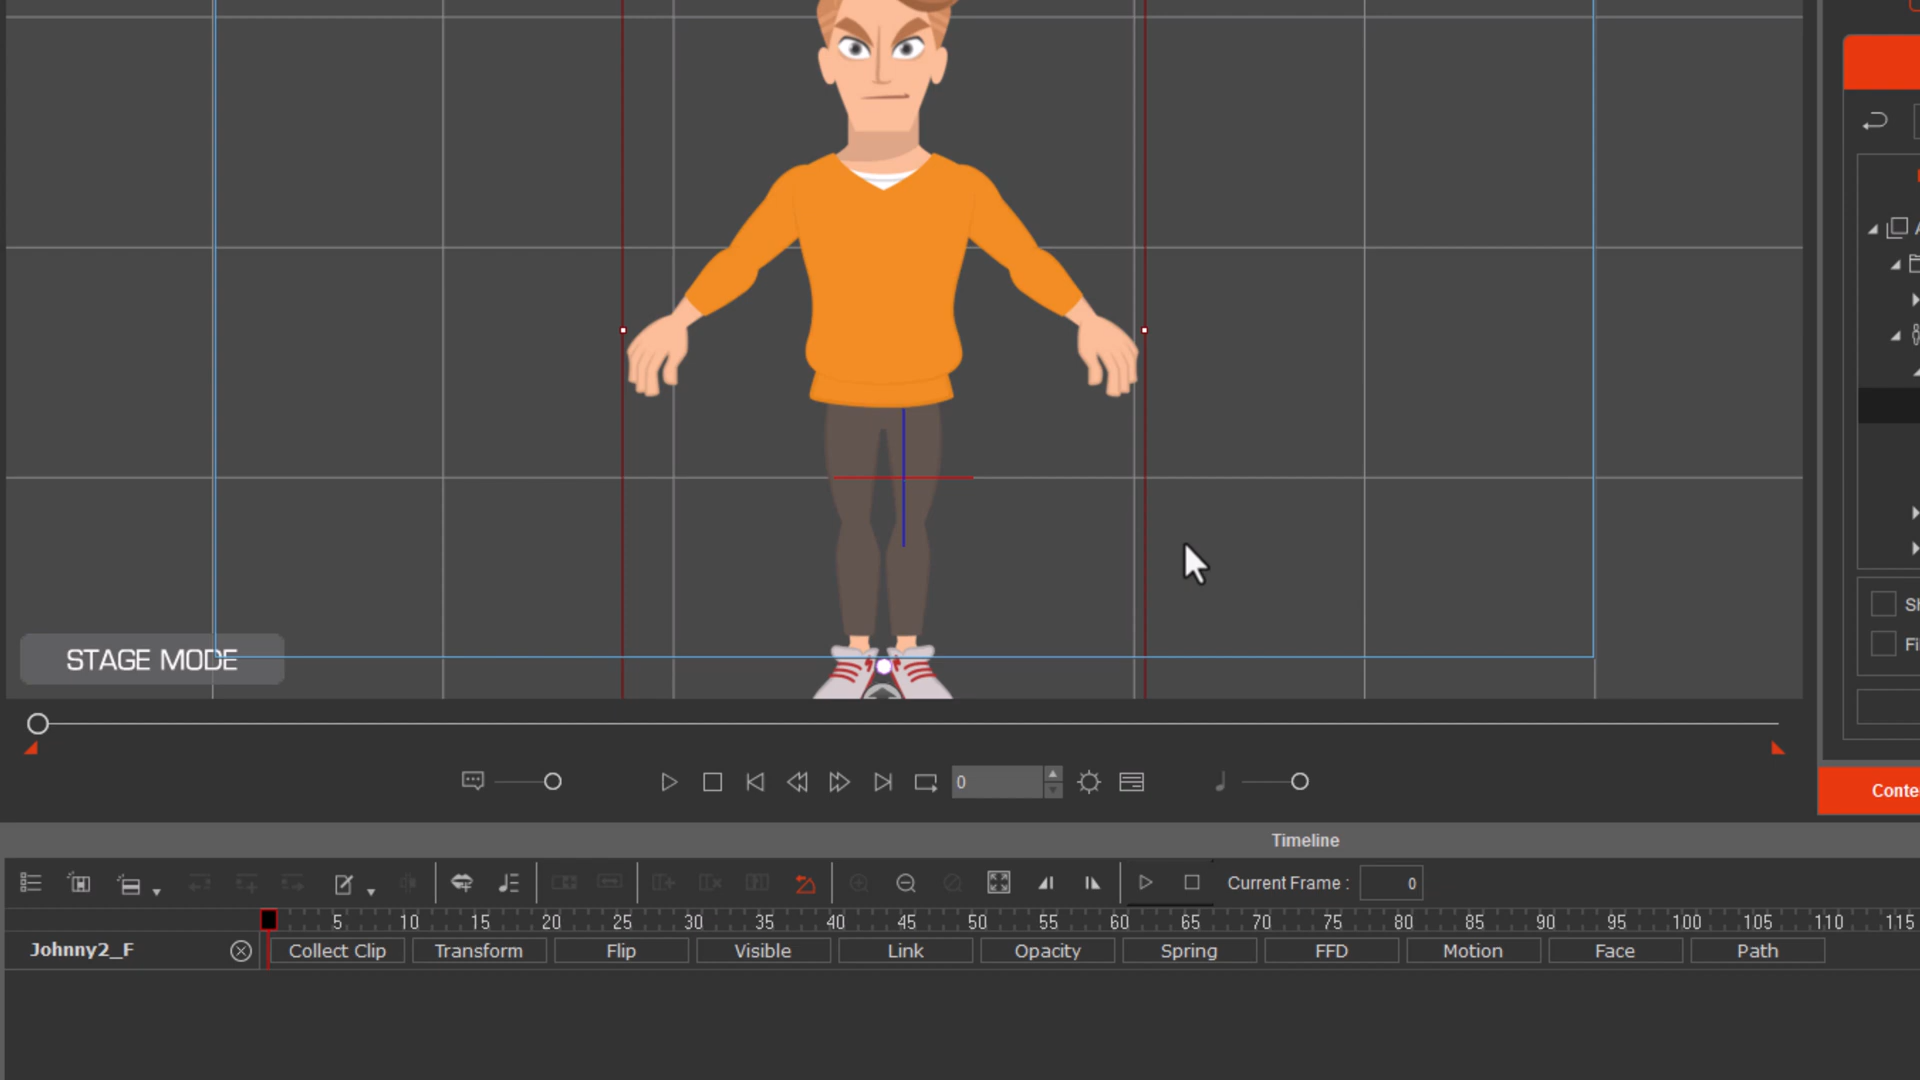 STAGE MODE
0
Conte
Timeline
Current Frame : 0
5 10 15 20 25 30 35 40 45 50 55 60 65 70 75 80 85 90 95 100 105 110 115
Johnny2_F Collect Clip Transform Flip Visible Link Opacity Spring FFD Motion Face Path